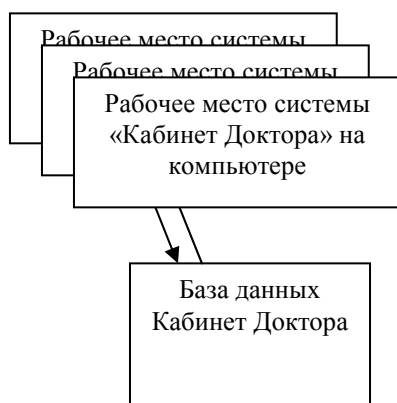 Рабочее место системы
Рабочее место системы
Рабочее место системы
«Кабинет Доктора» на
компьютере
База данных
Кабинет Доктора